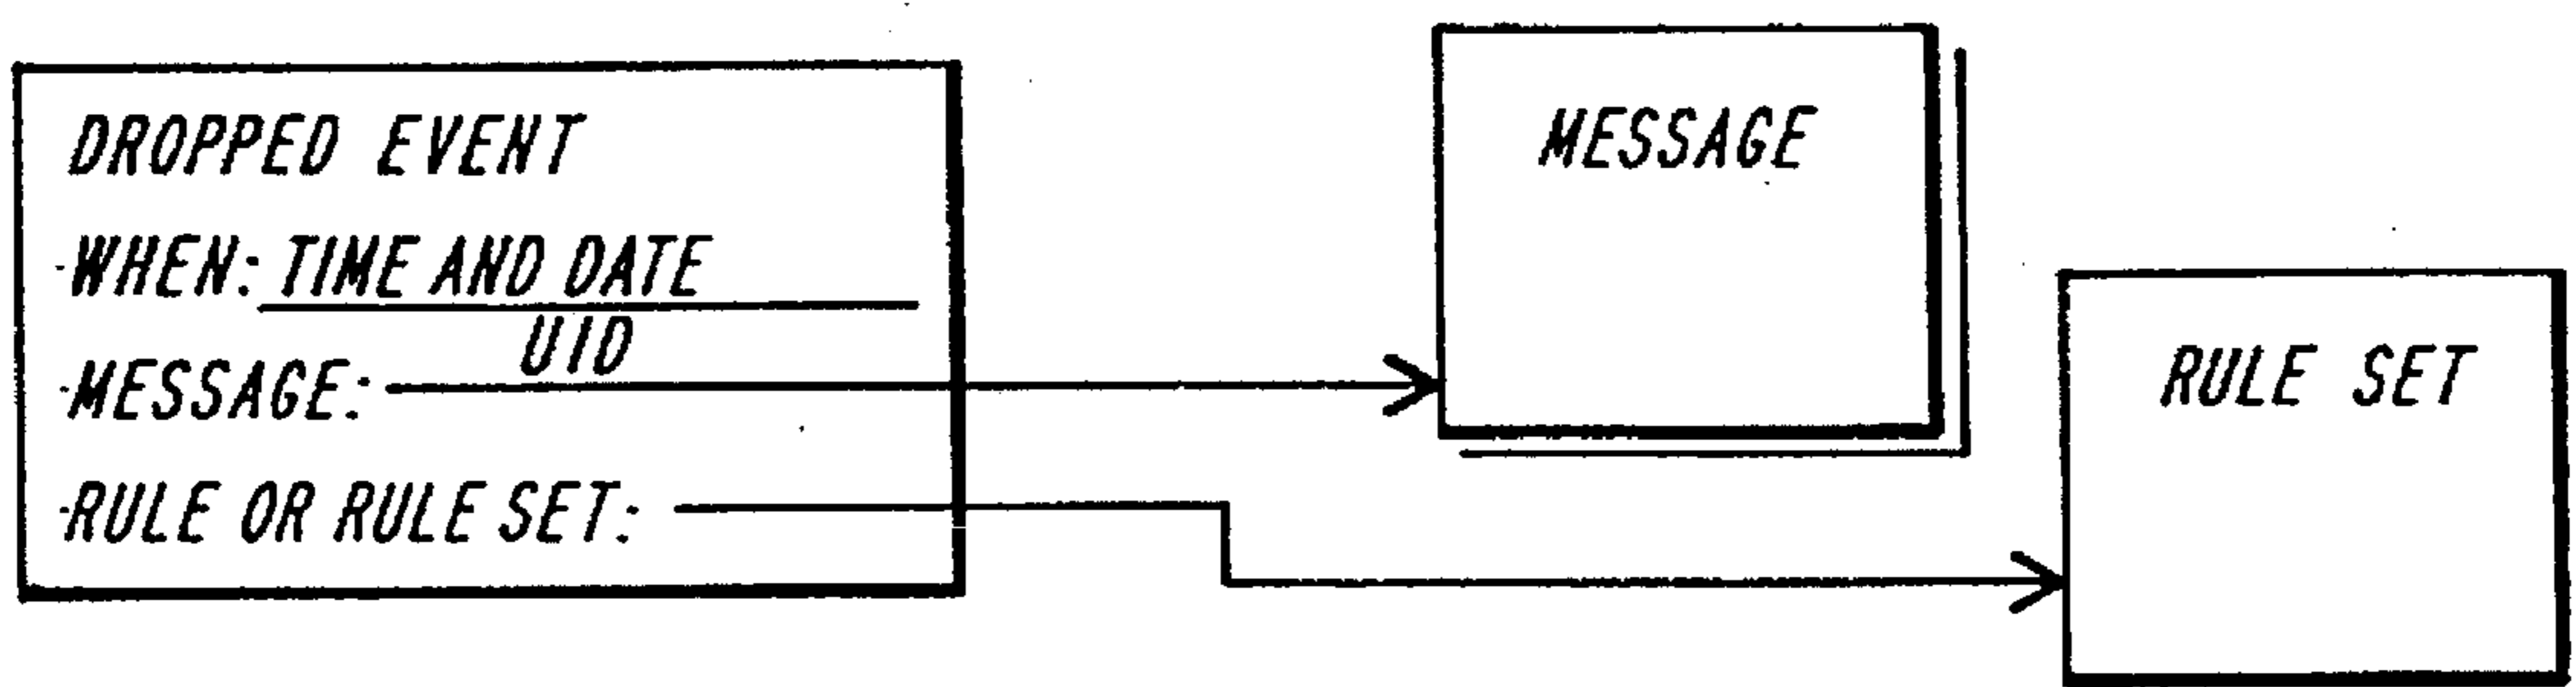 DROPPED EVENT
-WHEN: TIME AND DATE
UID
-MESSAGE:
-RULE OR RULE SET:
MESSAGE
RULE SET